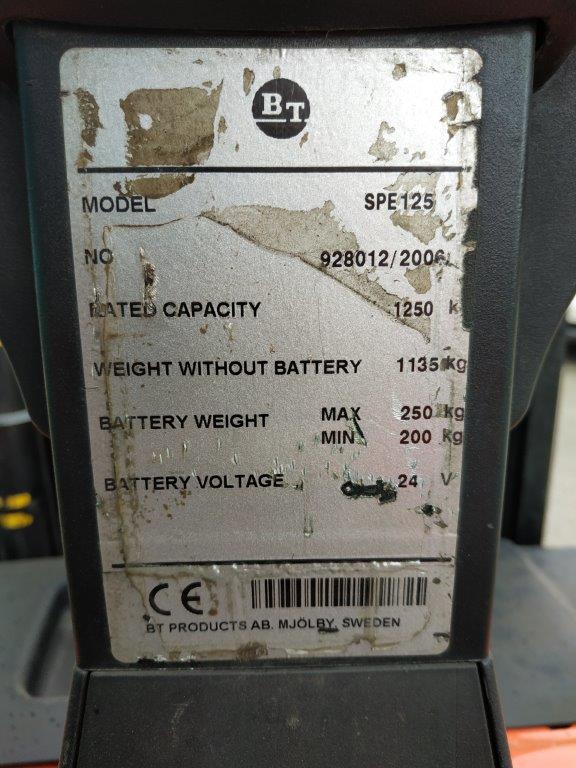 BT
MODEL SPE125
NO 928012/2006
RATED CAPACITY 1250 k
WEIGHT WITHOUT BATTERY 1135 kg
BATTERY WEIGHT MAX 250 kg
MIN 200 kg
BATTERY VOLTAGE 24 V
CE
BT PRODUCTS AB. MJÖLBY, SWEDEN